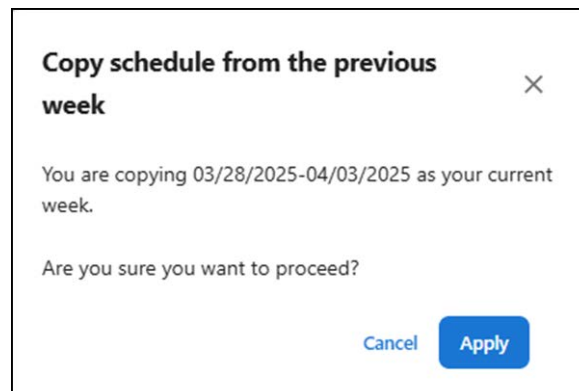 Copy schedule from the previous
week
You are copying 03/28/2025-04/03/2025 as your current
week.
Are you sure you want to proceed?
Cancel Apply